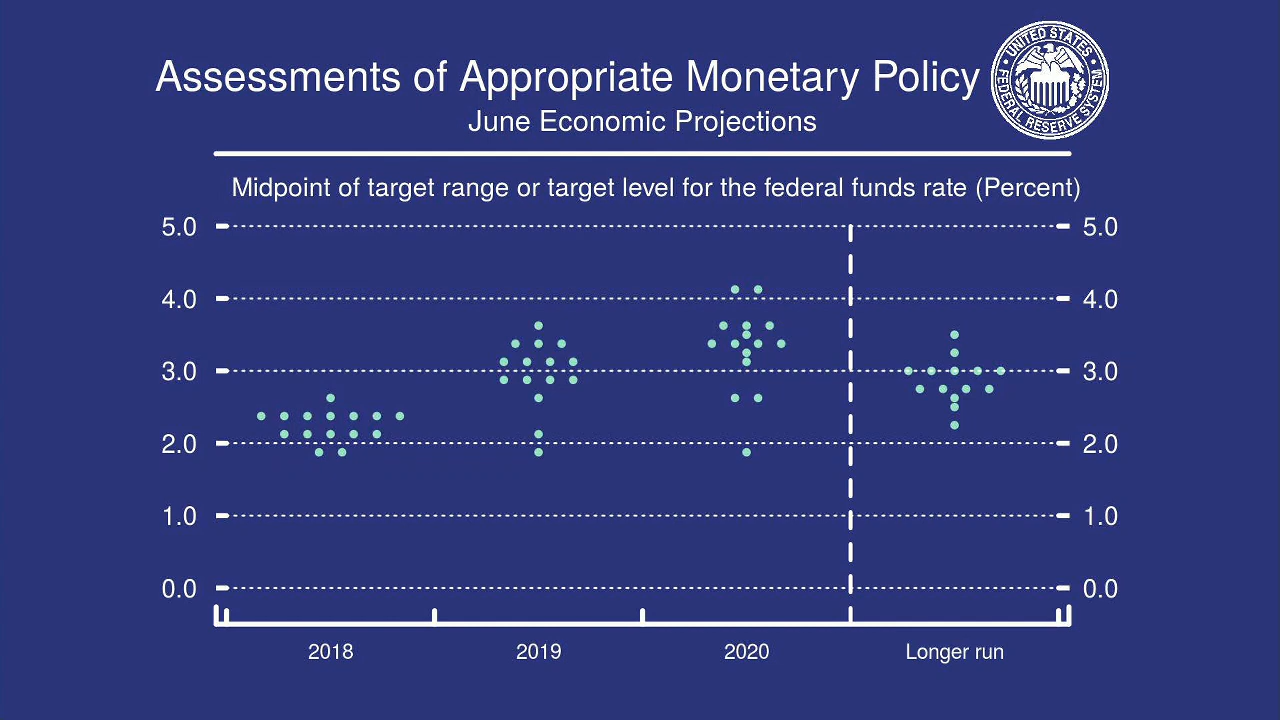 Assessments of Appropriate Monetary Policy
June Economic Projections
UNITED STATES
FEDERAL RESERVE SYSTEM
Midpoint of target range or target level for the federal funds rate (Percent)
5.0 5.0
4.0 4.0
3.0 3.0
2.0 2.0
1.0 1.0
0.0 0.0
2018 2019 2020 Longer run